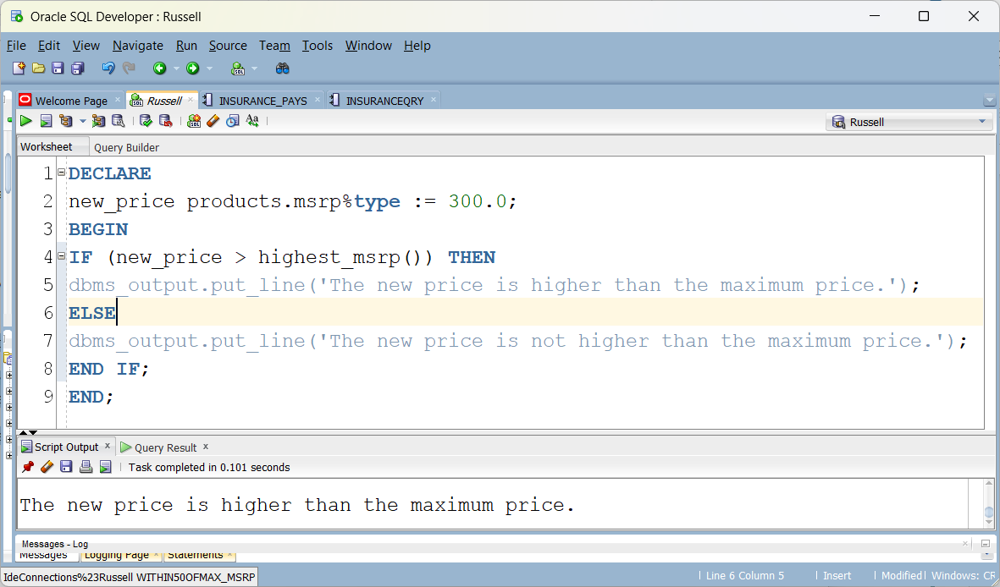 Oracle SQL Developer : Russell
File Edit View Navigate Run Source Team Tools Window Help
Welcome Page Russell INSURANCE_PAYS INSURANCEQRY
Russell
Worksheet Query Builder
1 DECLARE
2 new_price products.msrp%type := 300.0;
3 BEGIN
4 IF (new_price > highest_msrp()) THEN
5 dbms_output.put_line('The new price is higher than the maximum price.');
6 ELSE
7 dbms_output.put_line('The new price is not higher than the maximum price.');
8 END IF;
9 END;
Script Output Query Result
Task completed in 0.101 seconds
The new price is higher than the maximum price.
Messages - Log
Messages Logging Page Statements
IdeConnections%23Russell WITHIN50OFMAX_MSRP Line 6 Column 5 Insert Modified Windows: CR